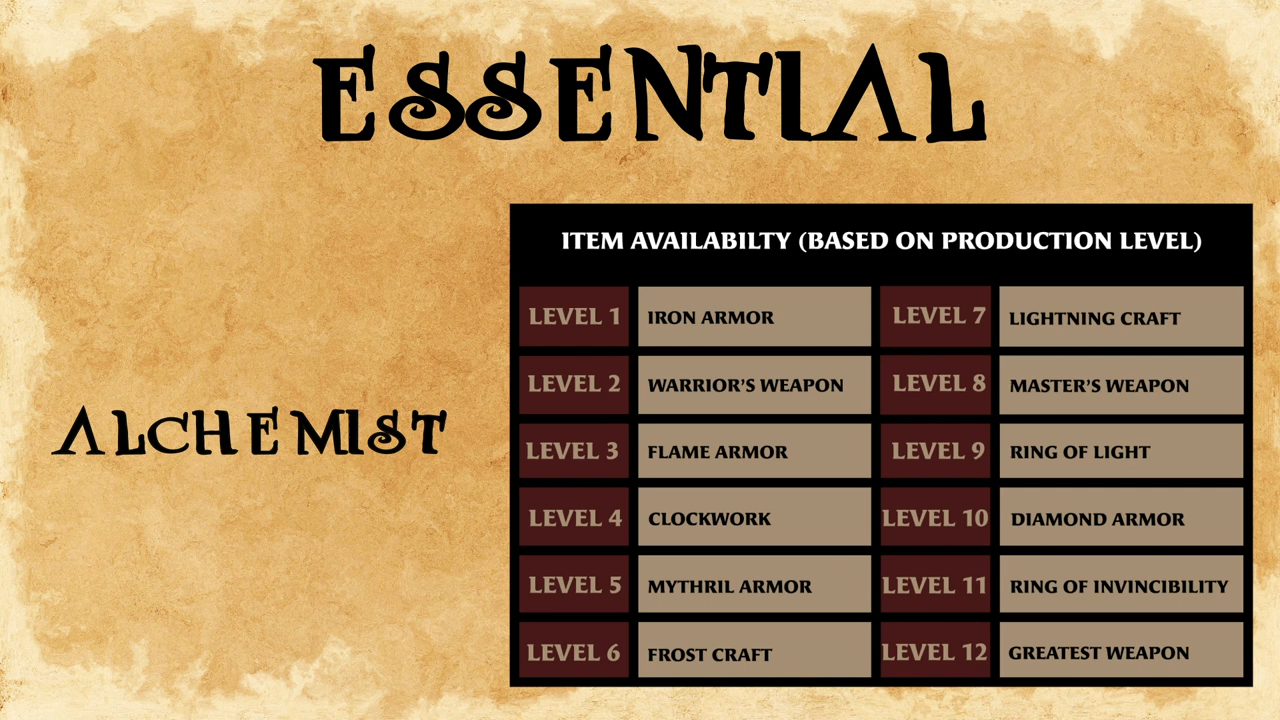 ESSENTIAL
ALCHEMIST
ITEM AVAILABILTY (BASED ON PRODUCTION LEVEL)
LEVEL 1 IRON ARMOR LEVEL 7 LIGHTNING CRAFT
LEVEL 2 WARRIOR'S WEAPON LEVEL 8 MASTER'S WEAPON
LEVEL 3 FLAME ARMOR LEVEL 9 RING OF LIGHT
LEVEL 4 CLOCKWORK LEVEL 10 DIAMOND ARMOR
LEVEL 5 MYTHRIL ARMOR LEVEL 11 RING OF INVINCIBILITY
LEVEL 6 FROST CRAFT LEVEL 12 GREATEST WEAPON